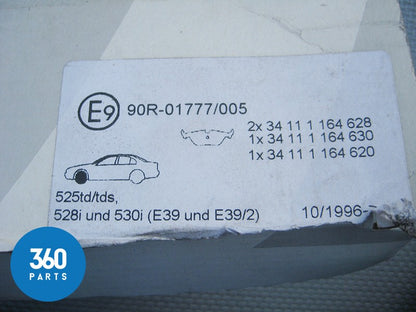 E9 90R-01777/005
2x 34 11 1 164 628
1x 34 11 1 164 630
1x 34 11 1 164 620
525td/tds,
528i und 530i (E39 und E39/2)
10/1996-
360
PARTS